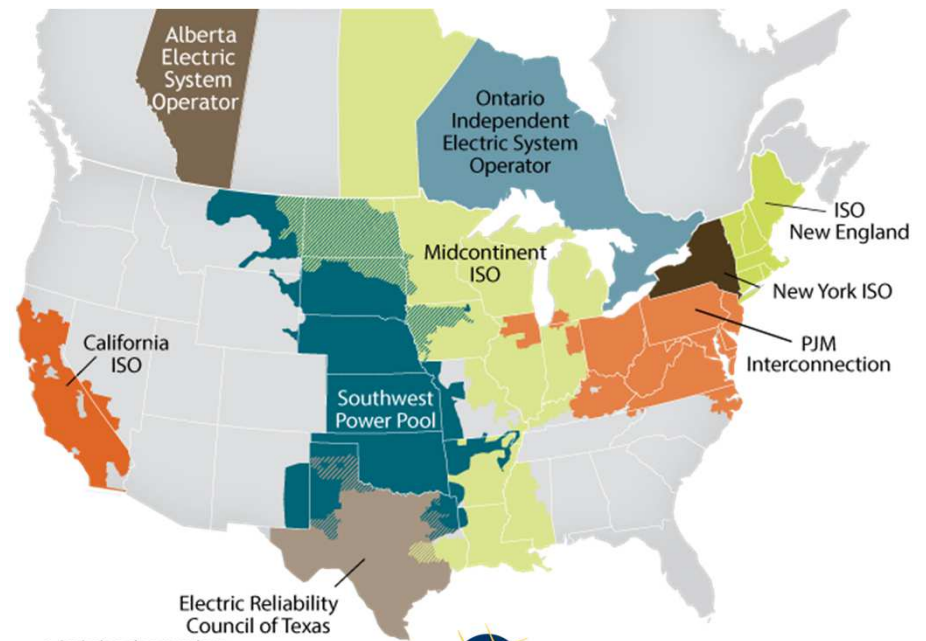 Alberta
Electric
System
Operator
Ontario
Independent
Electric System
Operator
ISO
New England
Midcontinent
ISO
New York ISO
California
ISO
PJM
Interconnection
Southwest
Power Pool
Electric Reliability
Council of Texas